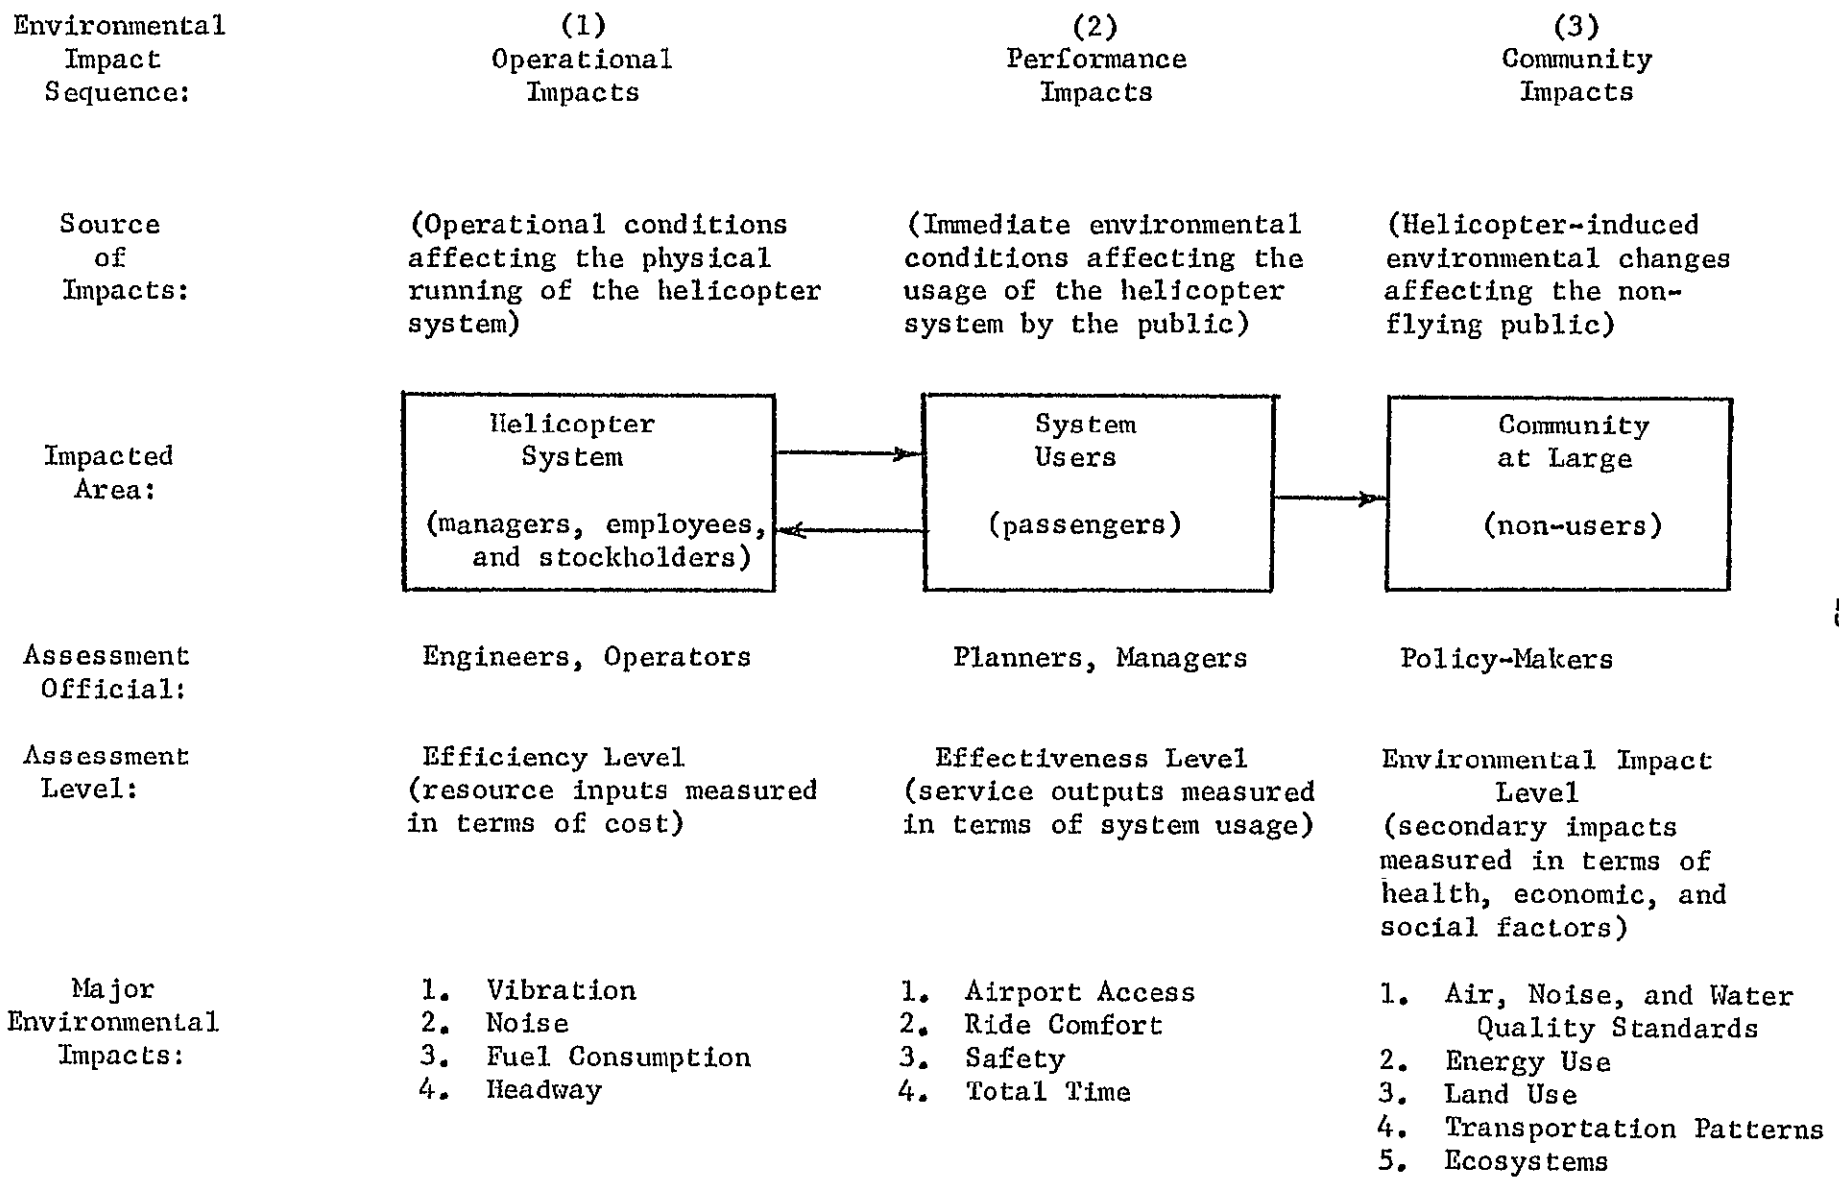 Environmental
Impact
Sequence:
(1)
Operational
Impacts
(2)
Performance
Impacts
(3)
Community
Impacts
Source
of
Impacts:
(Operational conditions
affecting the physical
running of the helicopter
system)
(Immediate environmental
conditions affecting the
usage of the helicopter
system by the public)
(Helicopter-induced
environmental changes
affecting the non-
flying public)
Impacted
Area:
Helicopter
System
(managers, employees,
and stockholders)
System
Users
(passengers)
Community
at Large
(non-users)
Assessment
Official:
Engineers, Operators
Planners, Managers
Policy-Makers
Assessment
Level:
Efficiency Level
(resource inputs measured
in terms of cost)
Effectiveness Level
(service outputs measured
in terms of system usage)
Environmental Impact
Level
(secondary impacts
measured in terms of
health, economic, and
social factors)
Major
Environmental
Impacts:
1. Vibration
2. Noise
3. Fuel Consumption
4. Headway
1. Airport Access
2. Ride Comfort
3. Safety
4. Total Time
1. Air, Noise, and Water
Quality Standards
2. Energy Use
3. Land Use
4. Transportation Patterns
5. Ecosystems